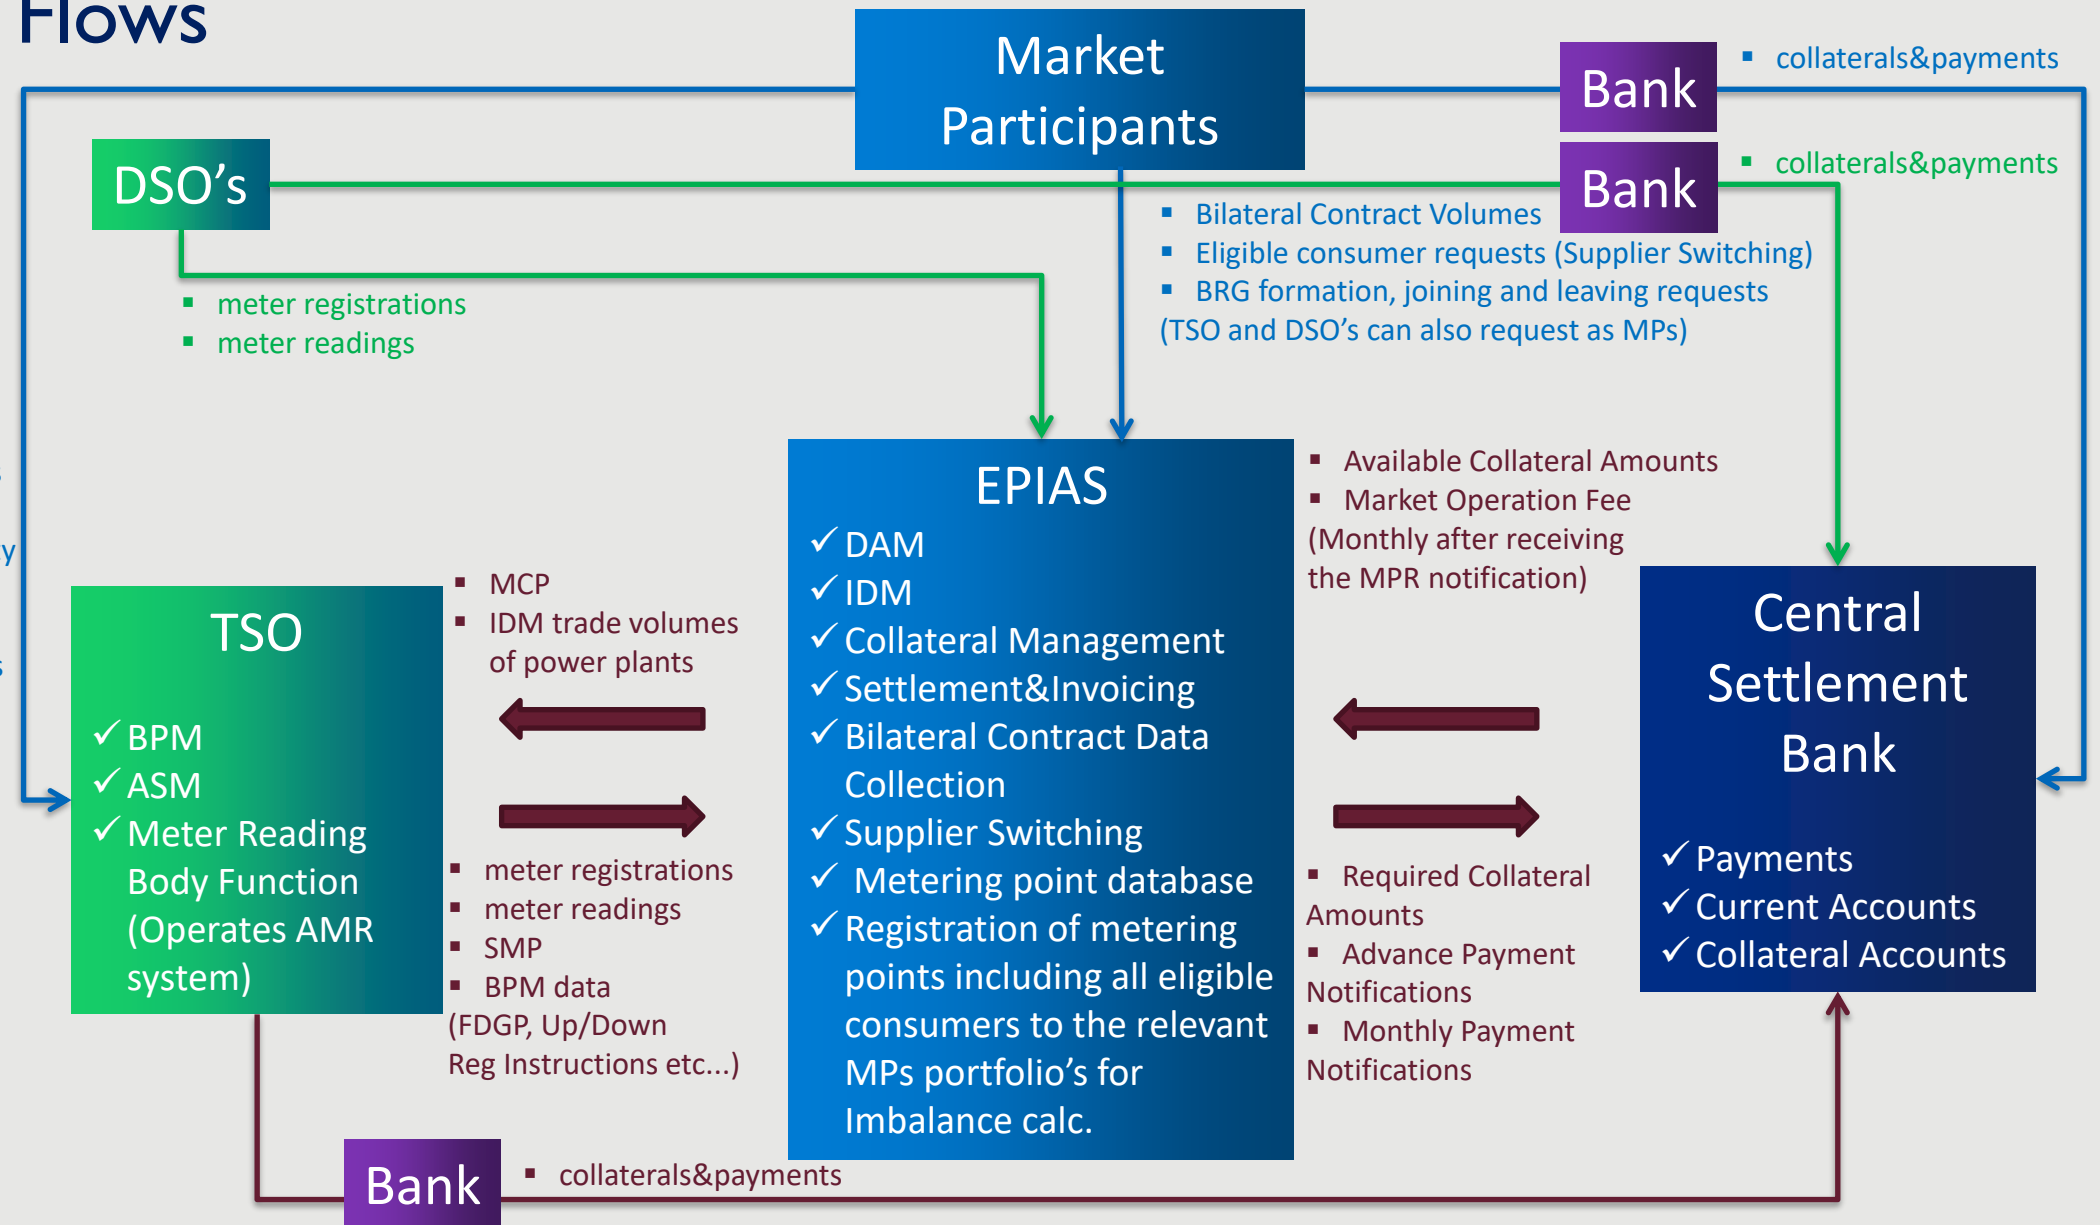 Flows
Market
Participants
Bank
▪ collaterals&payments
DSO's
Bank
▪ collaterals&payments
▪ Bilateral Contract Volumes
▪ Eligible consumer requests (Supplier Switching)
▪ BRG formation, joining and leaving requests
(TSO and DSO's can also request as MPs)
▪ meter registrations
▪ meter readings
TSO
✓ BPM
✓ ASM
✓ Meter Reading
Body Function
(Operates AMR
system)
▪ MCP
▪ IDM trade volumes
of power plants
▪ meter registrations
▪ meter readings
▪ SMP
▪ BPM data
(FDGP, Up/Down
Reg Instructions etc...)
EPIAS
✓ DAM
✓ IDM
✓ Collateral Management
✓ Settlement&Invoicing
✓ Bilateral Contract Data
Collection
✓ Supplier Switching
✓ Metering point database
✓ Registration of metering
points including all eligible
consumers to the relevant
MPs portfolio's for
Imbalance calc.
▪ Available Collateral Amounts
▪ Market Operation Fee
(Monthly after receiving
the MPR notification)
▪ Required Collateral
Amounts
▪ Advance Payment
Notifications
▪ Monthly Payment
Notifications
Central
Settlement
Bank
✓ Payments
✓ Current Accounts
✓ Collateral Accounts
Bank
▪ collaterals&payments